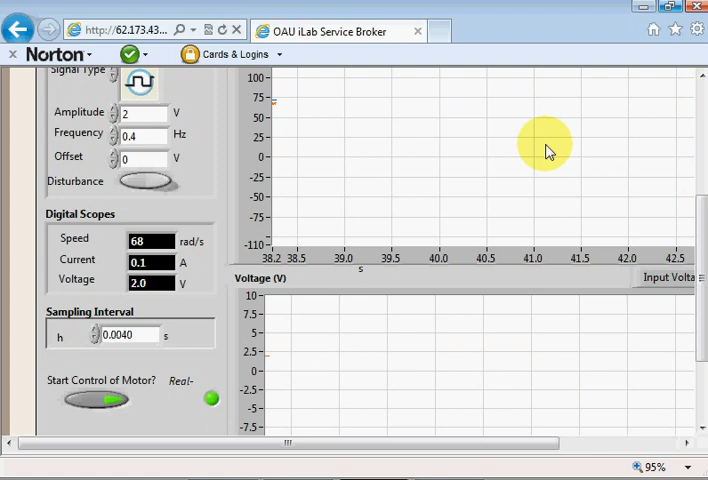 http://62.173.43...
OAU iLab Service Broker
Norton
Cards & Logins
Signal Type
Amplitude 2 V
Frequency 0.4 Hz
Offset 0 V
Disturbance
Digital Scopes
Speed 68 rad/s
Current 0.1 A
Voltage 2.0 V
Sampling Interval
h 0.0040 s
Start Control of Motor? Real-
100
75
50
25
0
-25
-50
-75
-110
38.2 38.5 39.0 39.5 40.0 40.5 41.0 41.5 42.0 42.5
s
Voltage (V)
Input Volta
10
7.5
5
2.5
0
-2.5
-5
-7.5
95%